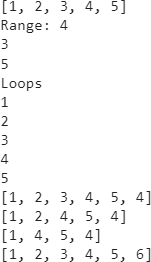 [1, 2, 3, 4, 5]
Range: 4
3
5
Loops
1
2
3
4
5
[1, 2, 3, 4, 5, 4]
[1, 2, 4, 5, 4]
[1, 4, 5, 4]
[1, 2, 3, 4, 5, 6]